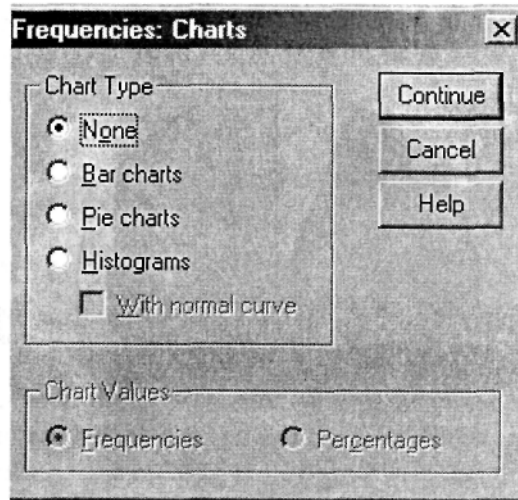 Frequencies: Charts
Chart Type
None
Bar charts
Pie charts
Histograms
With normal curve
Continue
Cancel
Help
Chart Values
Frequencies
Percentages